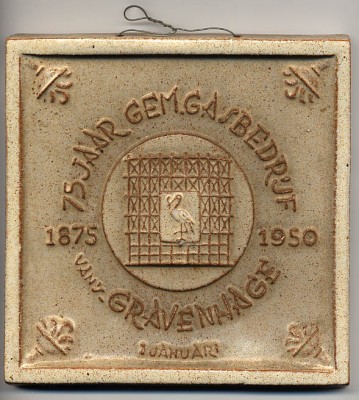 75 JAAR GEM. GASBEDRIJF
1875 1950
VAN 'S-GRAVENHAGE
1 JANUARI